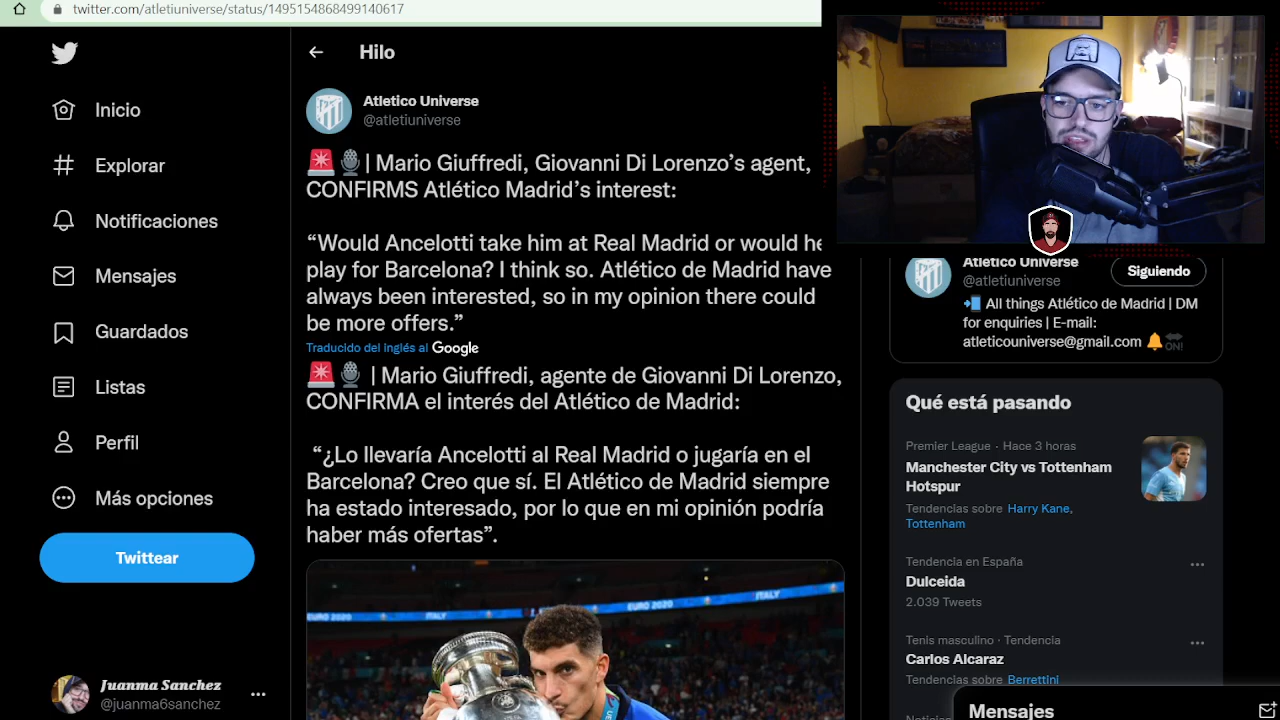 twitter.com/atletiuniverse/status/1495154868499140617
Inicio
Explorar
Notificaciones
Mensajes
Guardados
Listas
Perfil
Más opciones
Twittear
Juanma Sanchez
@juanma6sanchez
Hilo
Atletico Universe
@atletiuniverse
| Mario Giuffredi, Giovanni Di Lorenzo’s agent,
CONFIRMS Atlético Madrid’s interest:
“Would Ancelotti take him at Real Madrid or would he
play for Barcelona? I think so. Atlético de Madrid have
always been interested, so in my opinion there could
be more offers.”
Traducido del inglés al Google
| Mario Giuffredi, agente de Giovanni Di Lorenzo,
CONFIRMA el interés del Atlético de Madrid:
“¿Lo llevaría Ancelotti al Real Madrid o jugaría en el
Barcelona? Creo que sí. El Atlético de Madrid siempre
ha estado interesado, por lo que en mi opinión podría
haber más ofertas”.
EURO 2020
ITALY
EURO 2020
ITALY
Atletico Universe
@atletiuniverse
Siguiendo
All things Atlético de Madrid | DM
for enquiries | E-mail:
atleticouniverse@gmail.com
ON!
Qué está pasando
Premier League · Hace 3 horas
Manchester City vs Tottenham
Hotspur
Tendencias sobre Harry Kane,
Tottenham
Tendencia en España
Dulceida
2.039 Tweets
Tenis masculino · Tendencia
Carlos Alcaraz
Tendencias sobre Berrettini
Mensajes